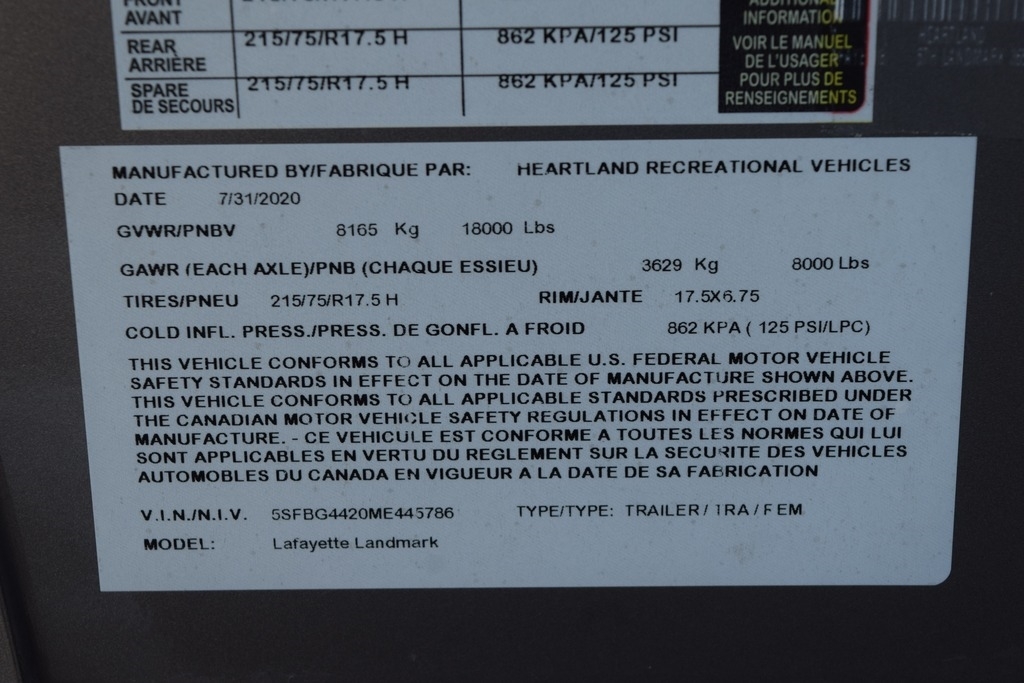 FRONT
AVANT
ADDITIONAL
INFORMATION
REAR
ARRIÈRE
215/75/R17.5 H
862 KPA/125 PSI
VOIR LE MANUEL
DE L'USAGER
POUR PLUS DE
RENSEIGNEMENTS
SPARE
DE SECOURS
215/75/R17.5 H
862 KPA/125 PSI
MANUFACTURED BY/FABRIQUE PAR: HEARTLAND RECREATIONAL VEHICLES
DATE 7/31/2020
GVWR/PNBV 8165 Kg 18000 Lbs
GAWR (EACH AXLE)/PNB (CHAQUE ESSIEU) 3629 Kg 8000 Lbs
TIRES/PNEU 215/75/R17.5 H RIM/JANTE 17.5X6.75
COLD INFL. PRESS./PRESS. DE GONFL. A FROID 862 KPA ( 125 PSI/LPC)
THIS VEHICLE CONFORMS TO ALL APPLICABLE U.S. FEDERAL MOTOR VEHICLE
SAFETY STANDARDS IN EFFECT ON THE DATE OF MANUFACTURE SHOWN ABOVE.
THIS VEHICLE CONFORMS TO ALL APPLICABLE STANDARDS PRESCRIBED UNDER
THE CANADIAN MOTOR VEHICLE SAFETY REGULATIONS IN EFFECT ON DATE OF
MANUFACTURE. - CE VEHICULE EST CONFORME A TOUTES LES NORMES QUI LUI
SONT APPLICABLES EN VERTU DU REGLEMENT SUR LA SECURITE DES VEHICLES
AUTOMOBILES DU CANADA EN VIGUEUR A LA DATE DE SA FABRICATION
V.I.N./N.I.V. 5SFBG4420ME445786 TYPE/TYPE: TRAILER / TRA / FEM
MODEL: Lafayette Landmark